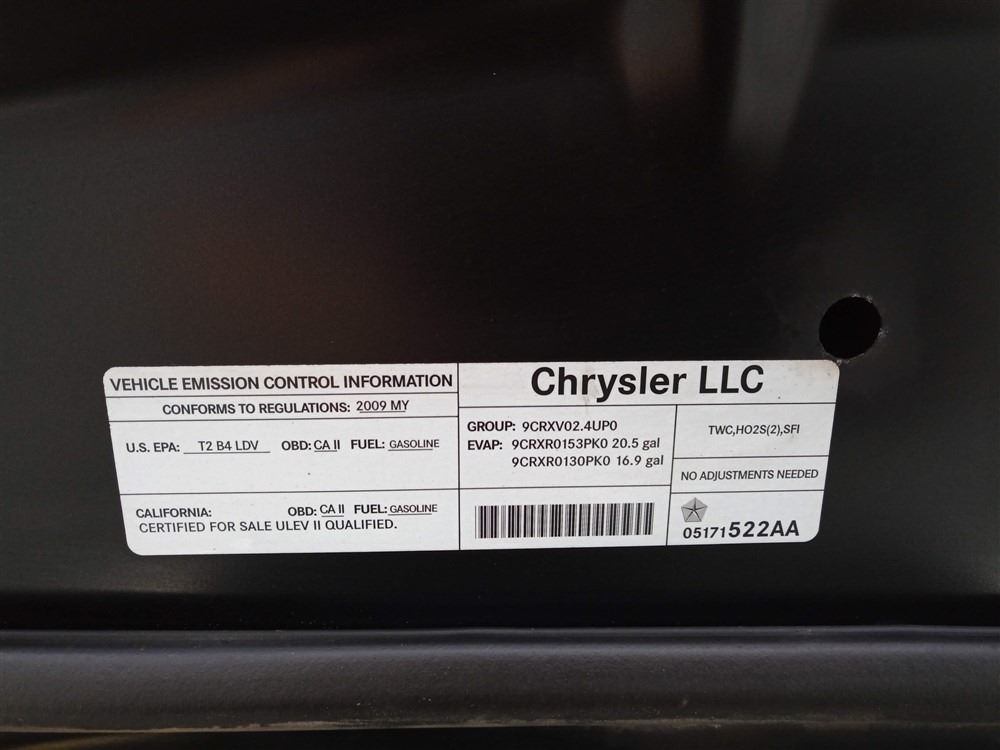 VEHICLE EMISSION CONTROL INFORMATION
CONFORMS TO REGULATIONS: 2009 MY
U.S. EPA: T2 B4 LDV OBD: CA II FUEL: GASOLINE
CALIFORNIA: OBD: CA II FUEL: GASOLINE
CERTIFIED FOR SALE ULEV II QUALIFIED.
Chrysler LLC
GROUP: 9CRXV02.4UP0
EVAP: 9CRXR0153PK0 20.5 gal
9CRXR0130PK0 16.9 gal
TWC,HO2S(2),SFI
NO ADJUSTMENTS NEEDED
05171522AA